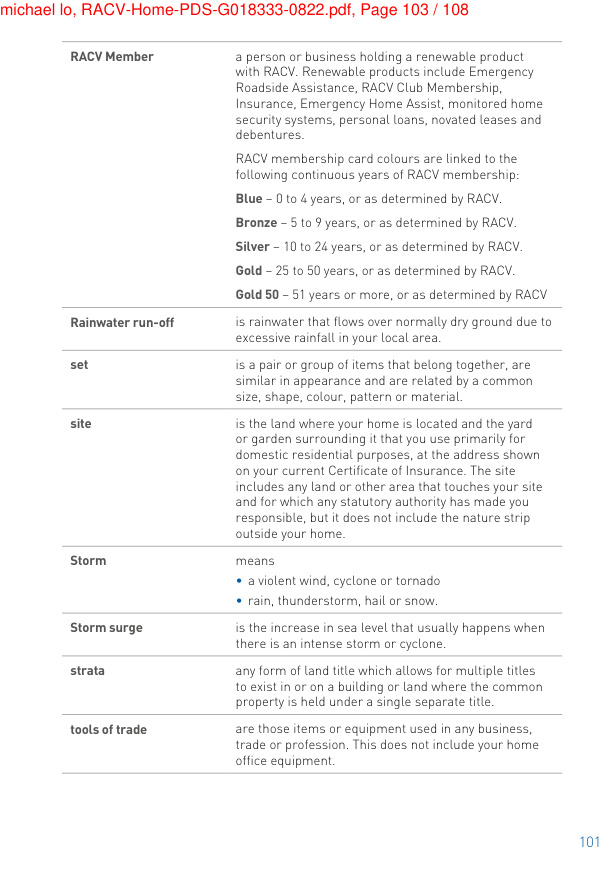 michael lo, RACV-Home-PDS-G018333-0822.pdf, Page 103 / 108
RACV Member
a person or business holding a renewable product
with RACV. Renewable products include Emergency
Roadside Assistance, RACV Club Membership,
Insurance, Emergency Home Assist, monitored home
security systems, personal loans, novated leases and
debentures.
RACV membership card colours are linked to the
following continuous years of RACV membership:
Blue – 0 to 4 years, or as determined by RACV.
Bronze – 5 to 9 years, or as determined by RACV.
Silver – 10 to 24 years, or as determined by RACV.
Gold – 25 to 50 years, or as determined by RACV.
Gold 50 – 51 years or more, or as determined by RACV
Rainwater run-off
is rainwater that flows over normally dry ground due to
excessive rainfall in your local area.
set
is a pair or group of items that belong together, are
similar in appearance and are related by a common
size, shape, colour, pattern or material.
site
is the land where your home is located and the yard
or garden surrounding it that you use primarily for
domestic residential purposes, at the address shown
on your current Certificate of Insurance. The site
includes any land or other area that touches your site
and for which any statutory authority has made you
responsible, but it does not include the nature strip
outside your home.
Storm
means
• a violent wind, cyclone or tornado
• rain, thunderstorm, hail or snow.
Storm surge
is the increase in sea level that usually happens when
there is an intense storm or cyclone.
strata
any form of land title which allows for multiple titles
to exist in or on a building or land where the common
property is held under a single separate title.
tools of trade
are those items or equipment used in any business,
trade or profession. This does not include your home
office equipment.
101